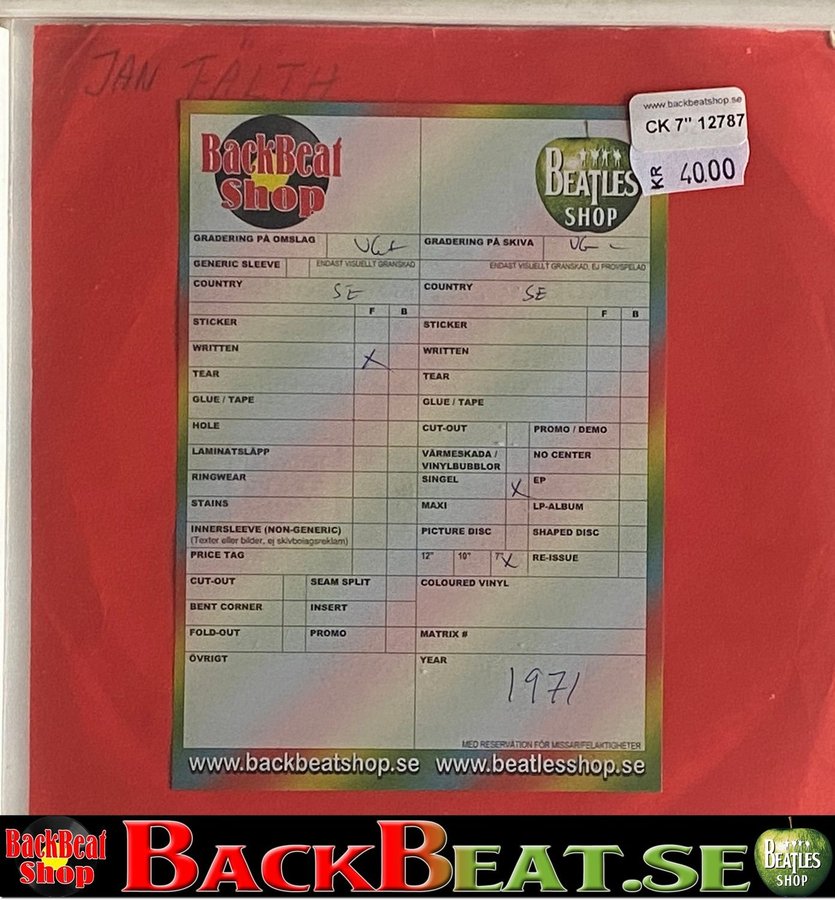 JAN FÄLTH
www.backbeatshop.se
CK 7" 12787
KR 40.00
BackBeat Shop
BEATLES SHOP
GRADERING PÅ OMSLAG VG+ GRADERING PÅ SKIVA VG -
GENERIC SLEEVE ENDAST VISUELLT GRANSKAD ENDAST VISUELLT GRANSKAD, EJ PROVSPELAD
COUNTRY SE COUNTRY SE
F B F B
STICKER STICKER
WRITTEN X WRITTEN
TEAR TEAR
GLUE / TAPE GLUE / TAPE
HOLE CUT-OUT PROMO / DEMO
LAMINATSLÄPP VÄRMESKADA / VINYLBUBBLOR NO CENTER
RINGWEAR SINGEL X EP
STAINS MAXI LP-ALBUM
INNERSLEEVE (NON-GENERIC) PICTURE DISC SHAPED DISC
(Texter eller bilder, ej skivbolagsreklam)
PRICE TAG 12" 10" 7" X RE-ISSUE
CUT-OUT SEAM SPLIT COLOURED VINYL
BENT CORNER INSERT
FOLD-OUT PROMO MATRIX #
ÖVRIGT YEAR
1971
MED RESERVATION FÖR MISSAR/FELAKTIGHETER
www.backbeatshop.se www.beatlesshop.se
BackBeat Shop BACKBEAT.SE BEATLES SHOP